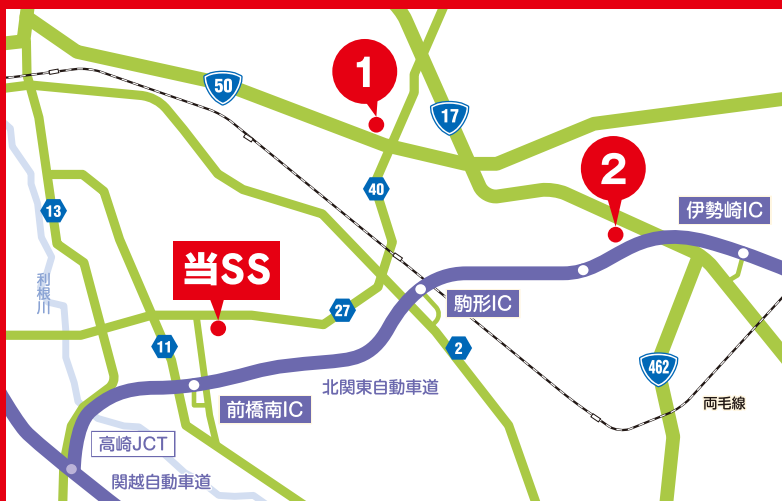 1
50
17
2
40
伊勢崎IC
13
当SS
利根川
駒形IC
27
11
2
462
北関東自動車道
両毛線
前橋南IC
高崎JCT
関越自動車道